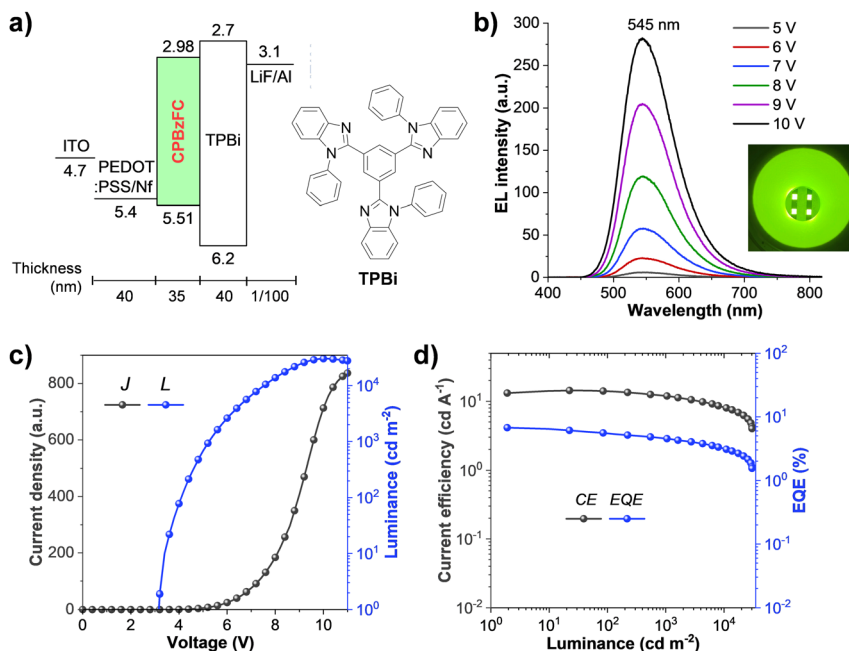 a)
2.7
2.98
3.1
LiF/Al
CPBzFC
TPBi
ITO
4.7
PEDOT
:PSS/Nf
5.4
5.51
6.2
Thickness
(nm)
40
35
40
1/100
N
N
N
N
N
N
TPBi
b)
545 nm
5 V
6 V
7 V
8 V
9 V
10 V
EL intensity (a.u.)
300
250
200
150
100
50
0
400
500
600
700
800
Wavelength (nm)
c)
J
L
Current density (a.u.)
800
600
400
200
0
0
2
4
6
8
10
Voltage (V)
10⁴
10³
10²
10¹
10⁰
Luminance (cd m⁻²)
d)
CE
EQE
Current efficiency (cd A⁻¹)
10¹
10⁰
10⁻¹
10⁻²
10⁰
10¹
10²
10³
10⁴
Luminance (cd m⁻²)
10²
10¹
10⁰
10⁻¹
10⁻²
EQE (%)